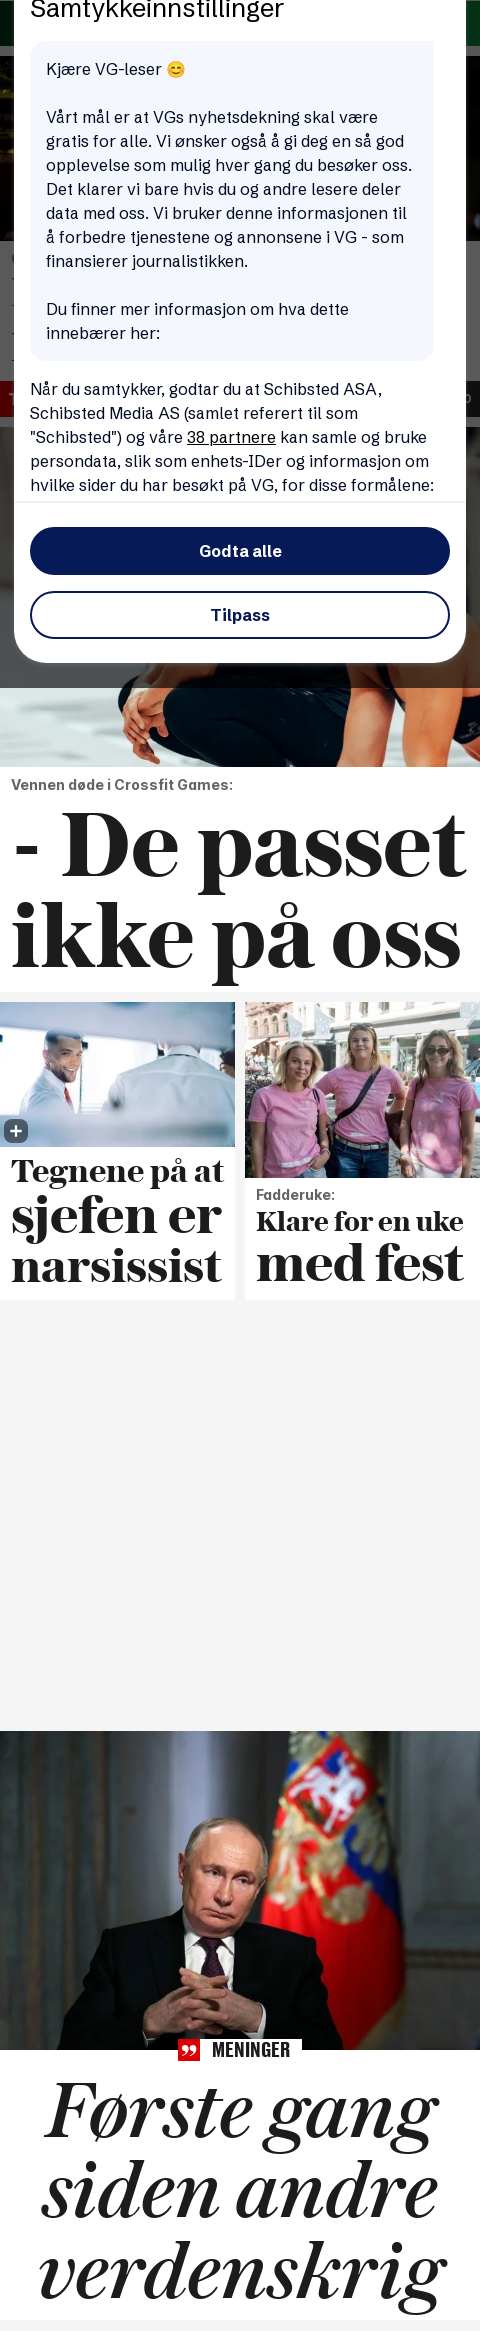 Samtykkeinnstillinger
Kjære VG-leser 😊
Vårt mål er at VGs nyhetsdekning skal være
gratis for alle. Vi ønsker også å gi deg en så god
opplevelse som mulig hver gang du besøker oss.
Det klarer vi bare hvis du og andre lesere deler
data med oss. Vi bruker denne informasjonen til
å forbedre tjenestene og annonsene i VG - som
finansierer journalistikken.
Du finner mer informasjon om hva dette
innebærer her:
Når du samtykker, godtar du at Schibsted ASA,
Schibsted Media AS (samlet referert til som
"Schibsted") og våre 38 partnere kan samle og bruke
persondata, slik som enhets-IDer og informasjon om
hvilke sider du har besøkt på VG, for disse formålene:
Godta alle
Tilpass
Vennen døde i Crossfit Games:
- De passet
ikke på oss
Tegnene på at
sjefen er
narsissist
Fadderuke:
Klare for en uke
med fest
MENINGER
Første gang
siden andre
verdenskrig